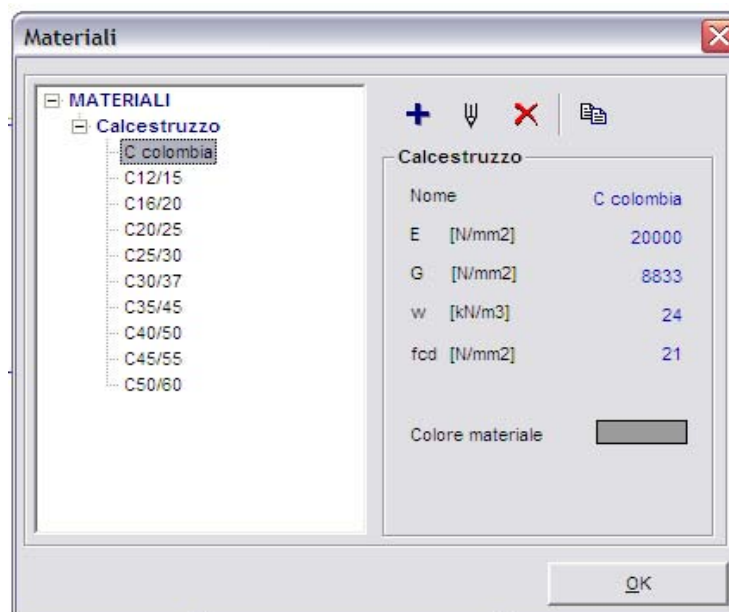 Materiali
MATERIALI
Calcestruzzo
C colombia
C12/15
C16/20
C20/25
C25/30
C30/37
C35/45
C40/50
C45/55
C50/60
Calcestruzzo
Nome C colombia
E [N/mm2] 20000
G [N/mm2] 8833
w [kN/m3] 24
fcd [N/mm2] 21
Colore materiale
OK